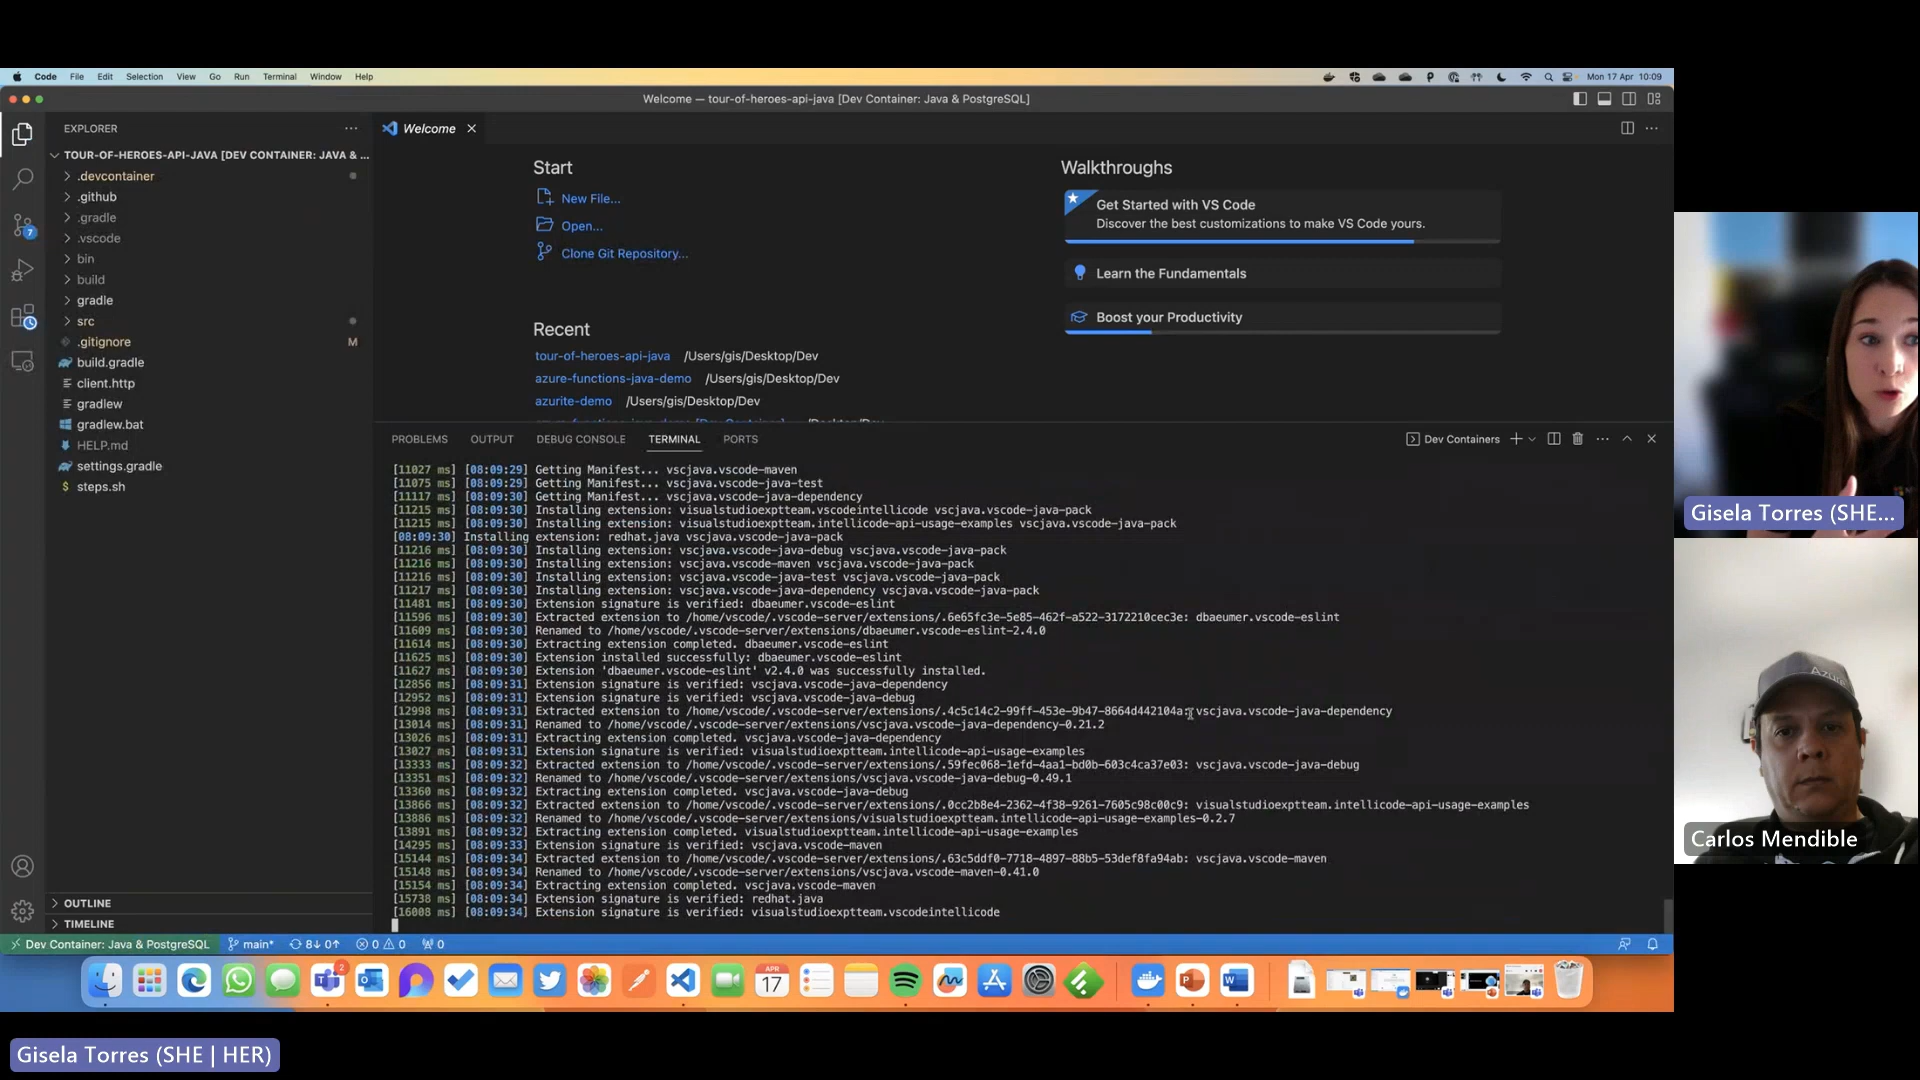 Code File Edit Selection View Go Run Terminal Window Help
Mon 17 Apr 10:09
Welcome — tour-of-heroes-api-java [Dev Container: Java & PostgreSQL]
EXPLORER
TOUR-OF-HEROES-API-JAVA [DEV CONTAINER: JAVA & ...
.devcontainer
.github
.gradle
.vscode
bin
build
gradle
src
.gitignore M
build.gradle
client.http
gradlew
gradlew.bat
HELP.md
settings.gradle
$ steps.sh
OUTLINE
TIMELINE
7
Welcome
Start
New File...
Open...
Clone Git Repository...
Recent
tour-of-heroes-api-java /Users/gis/Desktop/Dev
azure-functions-java-demo /Users/gis/Desktop/Dev
azurite-demo /Users/gis/Desktop/Dev
Walkthroughs
Get Started with VS Code
Discover the best customizations to make VS Code yours.
Learn the Fundamentals
Boost your Productivity
PROBLEMS OUTPUT DEBUG CONSOLE TERMINAL PORTS
Dev Containers
[11027 ms] [08:09:29] Getting Manifest... vscjava.vscode-maven
[11075 ms] [08:09:29] Getting Manifest... vscjava.vscode-java-test
[11117 ms] [08:09:30] Getting Manifest... vscjava.vscode-java-dependency
[11215 ms] [08:09:30] Installing extension: visualstudioexptteam.vscodeintellicode vscjava.vscode-java-pack
[11215 ms] [08:09:30] Installing extension: visualstudioexptteam.intellicode-api-usage-examples vscjava.vscode-java-pack
[08:09:30] Installing extension: redhat.java vscjava.vscode-java-pack
[11216 ms] [08:09:30] Installing extension: vscjava.vscode-java-debug vscjava.vscode-java-pack
[11216 ms] [08:09:30] Installing extension: vscjava.vscode-maven vscjava.vscode-java-pack
[11216 ms] [08:09:30] Installing extension: vscjava.vscode-java-test vscjava.vscode-java-pack
[11217 ms] [08:09:30] Installing extension: vscjava.vscode-java-dependency vscjava.vscode-java-pack
[11481 ms] [08:09:30] Extension signature is verified: dbaeumer.vscode-eslint
[11596 ms] [08:09:30] Extracted extension to /home/vscode/.vscode-server/extensions/.6e65fc3e-5e85-462f-a522-3172210cec3e: dbaeumer.vscode-eslint
[11609 ms] [08:09:30] Renamed to /home/vscode/.vscode-server/extensions/dbaeumer.vscode-eslint-2.4.0
[11614 ms] [08:09:30] Extracting extension completed. dbaeumer.vscode-eslint
[11625 ms] [08:09:30] Extension installed successfully: dbaeumer.vscode-eslint
[11627 ms] [08:09:30] Extension 'dbaeumer.vscode-eslint' v2.4.0 was successfully installed.
[12856 ms] [08:09:31] Extension signature is verified: vscjava.vscode-java-dependency
[12952 ms] [08:09:31] Extension signature is verified: vscjava.vscode-java-debug
[12998 ms] [08:09:31] Extracted extension to /home/vscode/.vscode-server/extensions/.4c5c14c2-99ff-453e-9b47-8664d442104a: vscjava.vscode-java-dependency
[13014 ms] [08:09:31] Renamed to /home/vscode/.vscode-server/extensions/vscjava.vscode-java-dependency-0.21.2
[13026 ms] [08:09:31] Extracting extension completed. vscjava.vscode-java-dependency
[13027 ms] [08:09:31] Extension signature is verified: visualstudioexptteam.intellicode-api-usage-examples
[13333 ms] [08:09:32] Extracted extension to /home/vscode/.vscode-server/extensions/.59fec068-1efd-4aa1-bd0b-603c4ca37e03: vscjava.vscode-java-debug
[13351 ms] [08:09:32] Renamed to /home/vscode/.vscode-server/extensions/vscjava.vscode-java-debug-0.49.1
[13360 ms] [08:09:32] Extracting extension completed. vscjava.vscode-java-debug
[13866 ms] [08:09:32] Extracted extension to /home/vscode/.vscode-server/extensions/.0cc2b8e4-2362-4f38-9261-7605c98c00c9: visualstudioexptteam.intellicode-api-usage-examples
[13886 ms] [08:09:32] Renamed to /home/vscode/.vscode-server/extensions/visualstudioexptteam.intellicode-api-usage-examples-0.2.7
[13891 ms] [08:09:32] Extracting extension completed. visualstudioexptteam.intellicode-api-usage-examples
[14295 ms] [08:09:33] Extension signature is verified: vscjava.vscode-maven
[15144 ms] [08:09:34] Extracted extension to /home/vscode/.vscode-server/extensions/.63c5ddf0-7718-4897-88b5-53def8fa94ab: vscjava.vscode-maven
[15148 ms] [08:09:34] Renamed to /home/vscode/.vscode-server/extensions/vscjava.vscode-maven-0.41.0
[15154 ms] [08:09:34] Extracting extension completed. vscjava.vscode-maven
[15738 ms] [08:09:34] Extension signature is verified: redhat.java
[16008 ms] [08:09:34] Extension signature is verified: visualstudioexptteam.vscodeintellicode
Dev Container: Java & PostgreSQL main* 8↓ 0↑ 0 0 0
2
APR
17
Gisela Torres (SHE...
Azure
Carlos Mendible
Gisela Torres (SHE | HER)